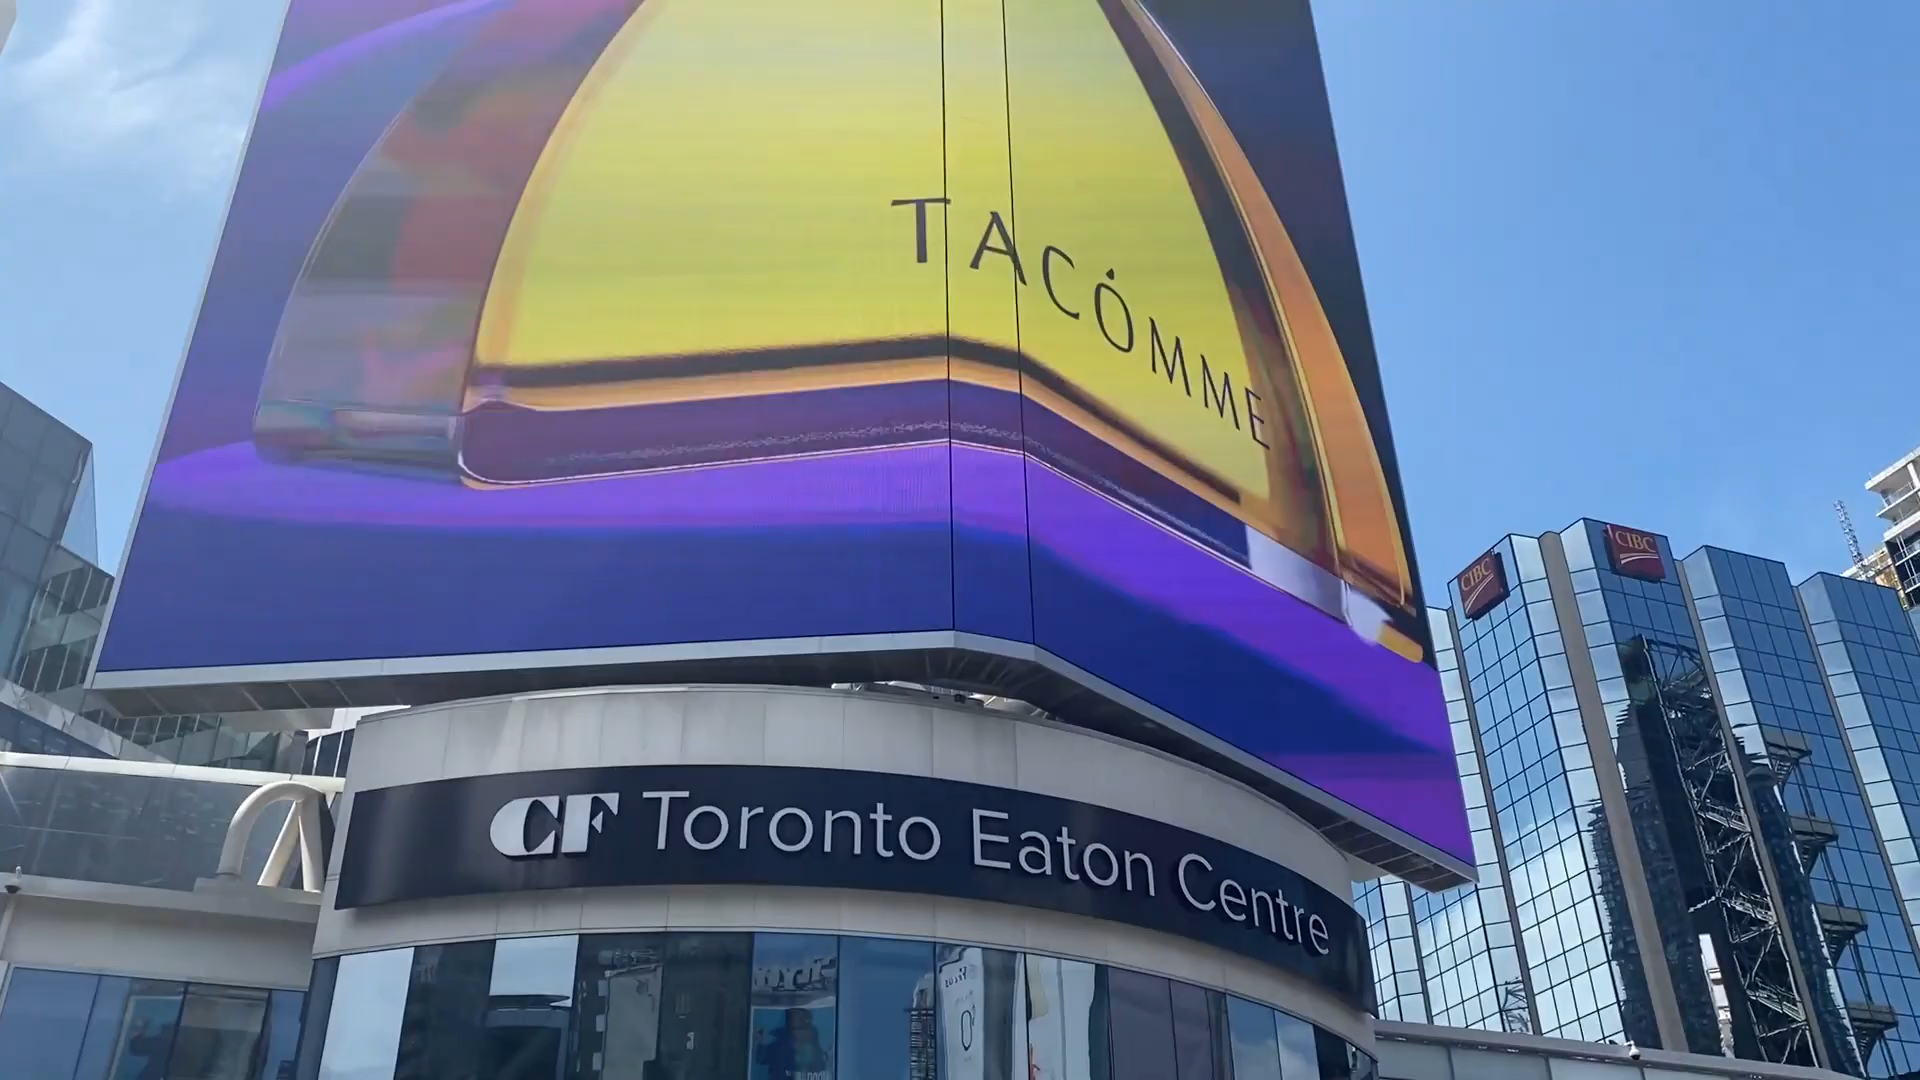 TACÓMME
CIBC
CIBC
CF Toronto Eaton Centre